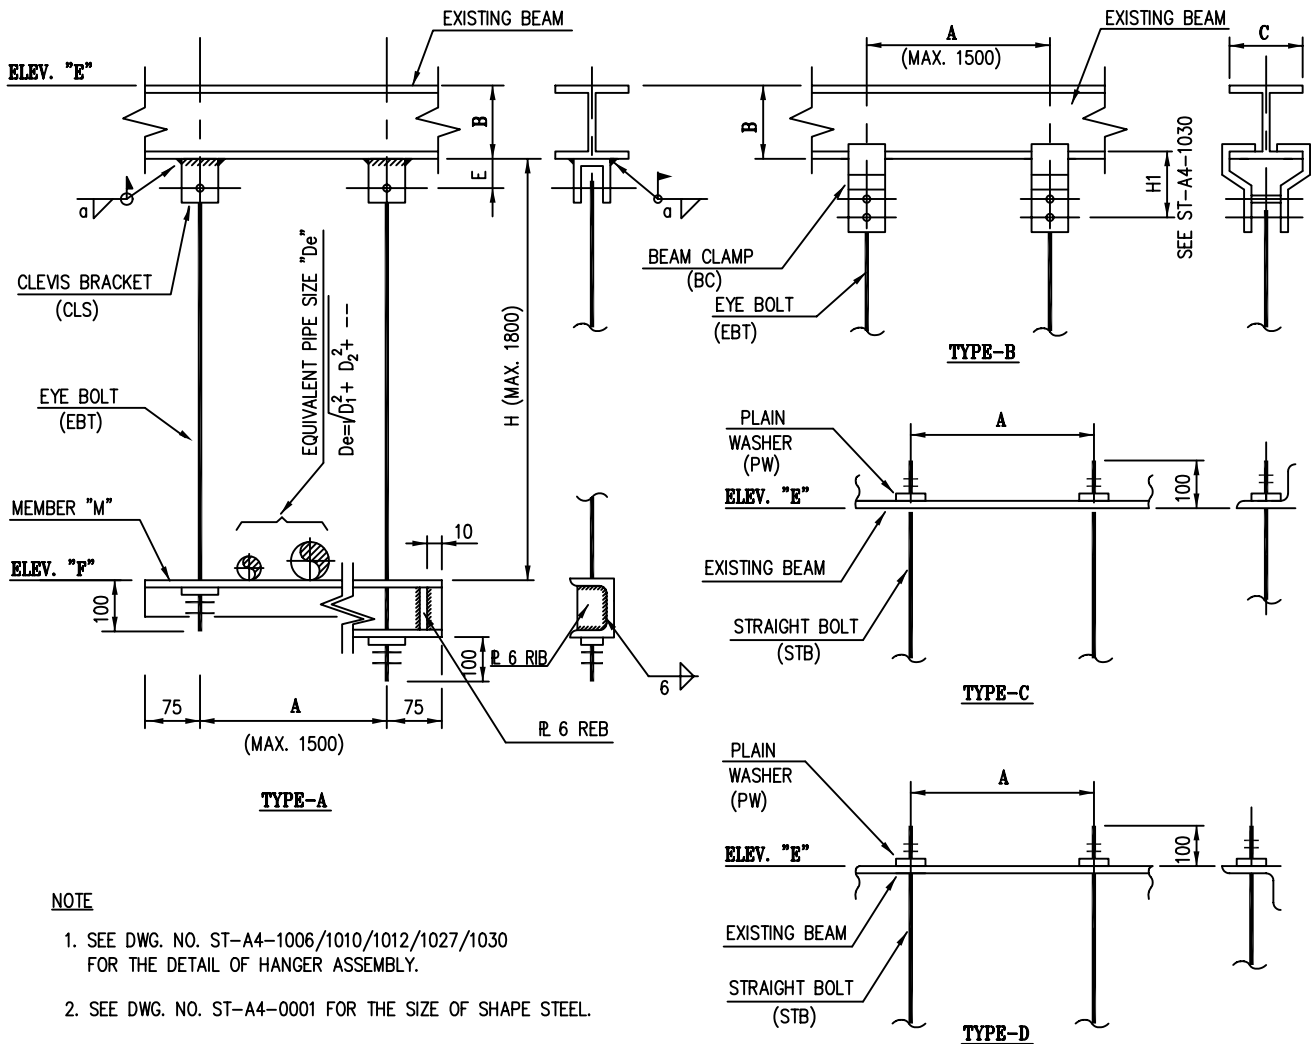 EXISTING BEAM
ELEV. "E"
B
E
a
a
CLEVIS BRACKET
(CLS)
EQUIVALENT PIPE SIZE "De"
De=√D₁²+ D₂²+ ---
H (MAX. 1800)
EYE BOLT
(EBT)
MEMBER "M"
10
ELEV. "F"
100
100
℄ 6 RIB
6
75
A
75
(MAX. 1500)
℄ 6 REB
TYPE-A
EXISTING BEAM
A
(MAX. 1500)
C
B
H1
SEE ST-A4-1030
BEAM CLAMP
(BC)
EYE BOLT
(EBT)
TYPE-B
PLAIN
WASHER
(PW)
A
100
ELEV. "E"
EXISTING BEAM
STRAIGHT BOLT
(STB)
TYPE-C
PLAIN
WASHER
(PW)
A
100
ELEV. "E"
EXISTING BEAM
STRAIGHT BOLT
(STB)
TYPE-D
NOTE
1. SEE DWG. NO. ST-A4-1006/1010/1012/1027/1030
FOR THE DETAIL OF HANGER ASSEMBLY.
2. SEE DWG. NO. ST-A4-0001 FOR THE SIZE OF SHAPE STEEL.